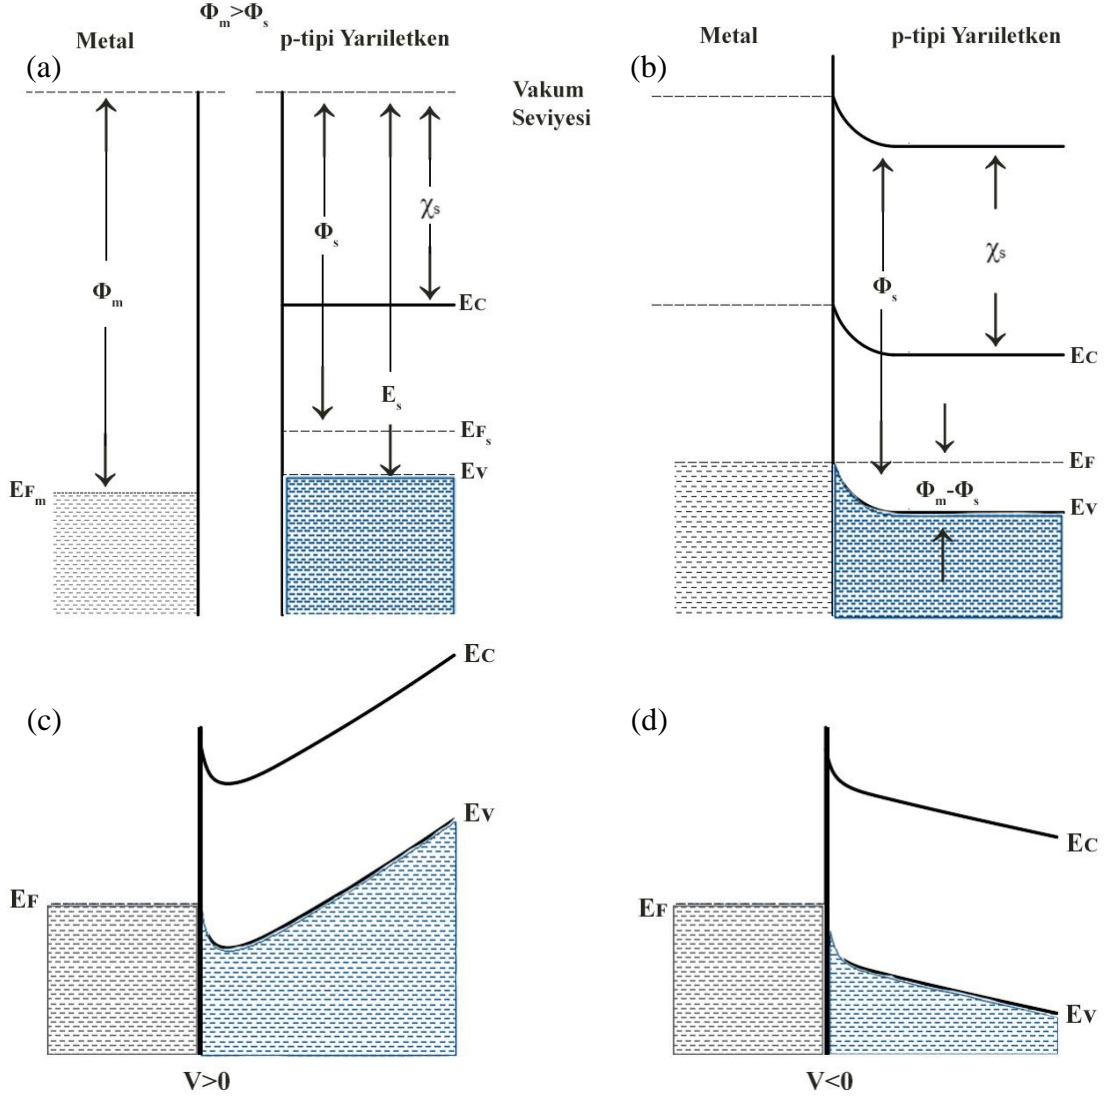 Φm>Φs
Metal
p-tipi Yarıiletken
(a)
Vakum
Seviyesi
Φm
Φs
χs
Es
EC
EFs
EV
EFm
Metal
p-tipi Yarıiletken
(b)
Φs
χs
EC
EF
Φm-Φs
EV
(c)
EC
EV
EF
V>0
(d)
EC
EF
EV
V<0